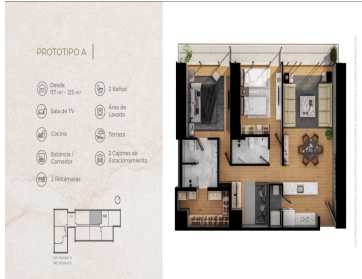 PROTOTIPO A
Desde
117 m² - 125 m²
Sala de TV
Cocina
Estancia /
Comedor
2 Recámaras
2 Baños
Área de
Lavado
Terraza
2 Cajones de
Estacionamiento